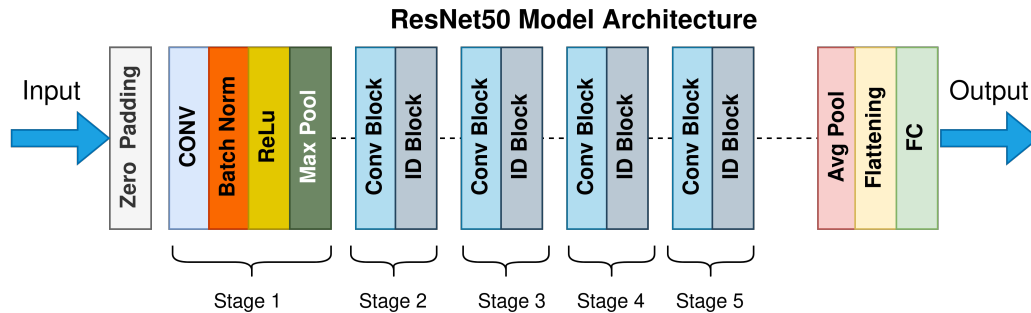 ResNet50 Model Architecture
Input
Zero Padding
CONV
Batch Norm
ReLu
Max Pool
Conv Block
ID Block
Conv Block
ID Block
Conv Block
ID Block
Conv Block
ID Block
Avg Pool
Flattening
FC
Output
Stage 1
Stage 2
Stage 3
Stage 4
Stage 5